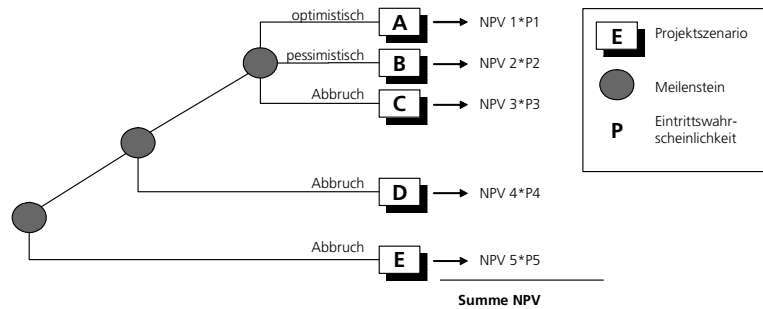 optimistisch
A
NPV 1*P1
pessimistisch
B
NPV 2*P2
Abbruch
C
NPV 3*P3
Abbruch
D
NPV 4*P4
Abbruch
E
NPV 5*P5
Summe NPV
E
Projektszenario
Meilenstein
P
Eintrittswahr-
scheinlichkeit